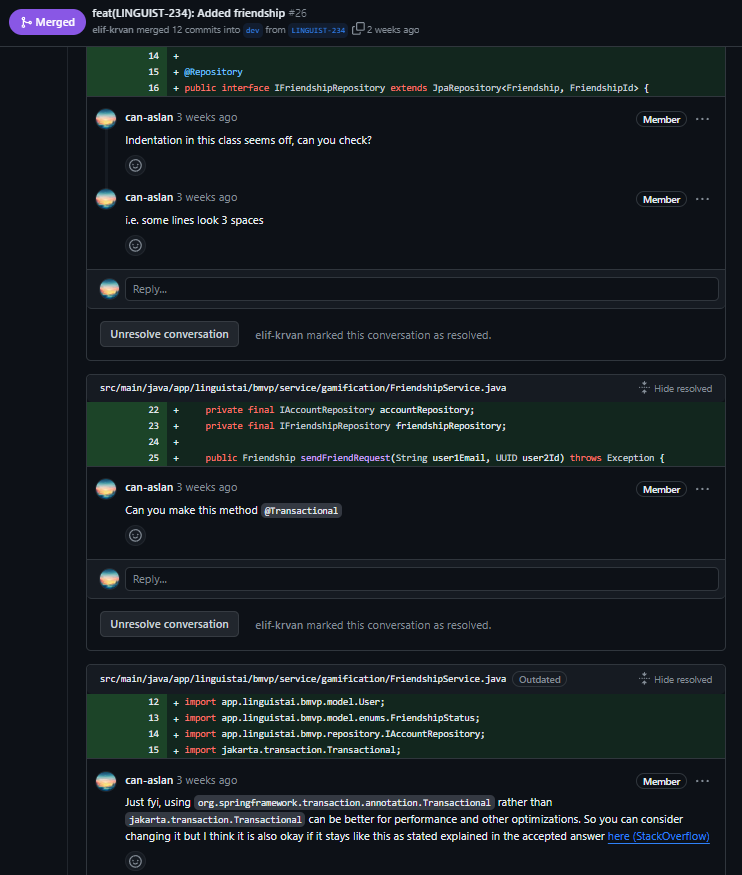 Merged
feat(LINGUIST-234): Added friendship #26
elif-krvan merged 12 commits into dev from LINGUIST-234 2 weeks ago
14 +
15 + @Repository
16 + public interface IFriendshipRepository extends JpaRepository<Friendship, FriendshipId> {
can-aslan 3 weeks ago Member ...
Indentation in this class seems off, can you check?
can-aslan 3 weeks ago Member ...
i.e. some lines look 3 spaces
Reply...
Unresolve conversation elif-krvan marked this conversation as resolved.
src/main/java/app/linguistai/bmvp/service/gamification/FriendshipService.java Hide resolved
22 + private final IAccountRepository accountRepository;
23 + private final IFriendshipRepository friendshipRepository;
24 +
25 + public Friendship sendFriendRequest(String user1Email, UUID user2Id) throws Exception {
can-aslan 3 weeks ago Member ...
Can you make this method @Transactional
Reply...
Unresolve conversation elif-krvan marked this conversation as resolved.
src/main/java/app/linguistai/bmvp/service/gamification/FriendshipService.java Outdated Hide resolved
12 + import app.linguistai.bmvp.model.User;
13 + import app.linguistai.bmvp.model.enums.FriendshipStatus;
14 + import app.linguistai.bmvp.repository.IAccountRepository;
15 + import jakarta.transaction.Transactional;
can-aslan 3 weeks ago Member ...
Just fyi, using org.springframework.transaction.annotation.Transactional rather than
jakarta.transaction.Transactional can be better for performance and other optimizations. So you can consider
changing it but I think it is also okay if it stays like this as stated explained in the accepted answer here (StackOverflow)